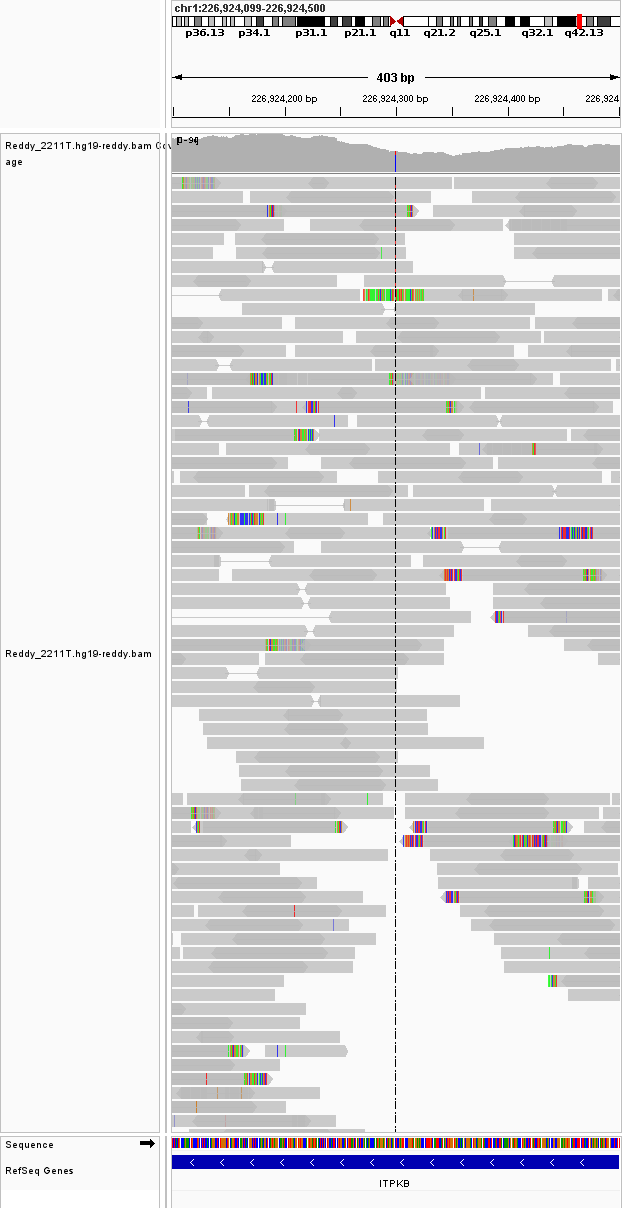 chr1:226,924,099-226,924,500
p36.13 p34.1 p31.1 p21.1 q11 q21.2 q25.1 q32.1 q42.13
403 bp
226,924,200 bp 226,924,300 bp 226,924,400 bp 226,924
Reddy_2211T.hg19-reddy.bam Cov
age
Reddy_2211T.hg19-reddy.bam
Sequence
RefSeq Genes
ITPKB